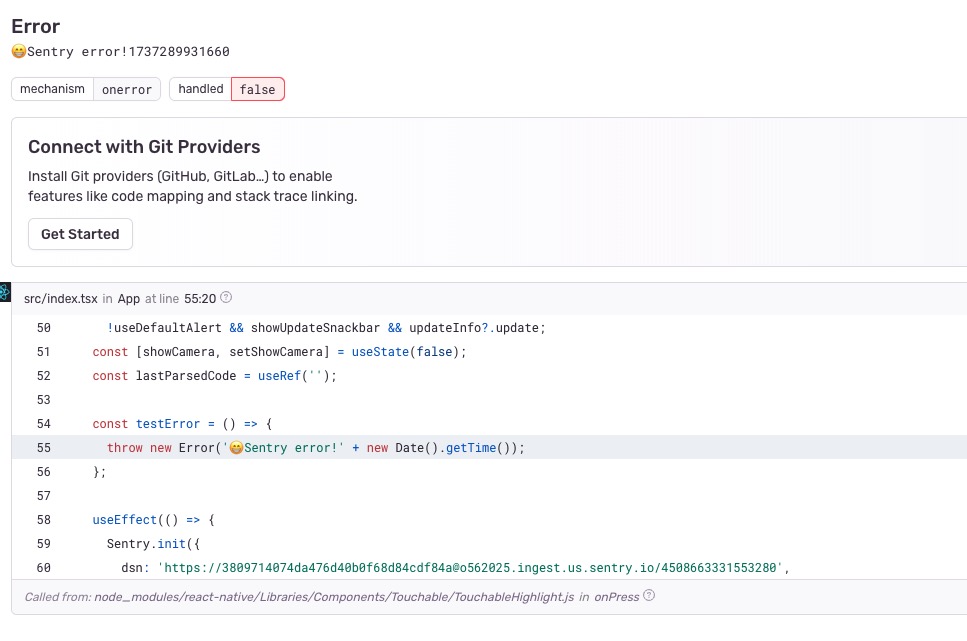 Error
😁Sentry error!1737289931660
mechanism onerror handled false
Connect with Git Providers
Install Git providers (GitHub, GitLab…) to enable
features like code mapping and stack trace linking.
Get Started
src/index.tsx in App at line 55:20 ?
50 !useDefaultAlert && showUpdateSnackbar && updateInfo?.update;
51 const [showCamera, setShowCamera] = useState(false);
52 const lastParsedCode = useRef('');
53
54 const testError = () => {
55 throw new Error('😁Sentry error!' + new Date().getTime());
56 };
57
58 useEffect(() => {
59 Sentry.init({
60 dsn: 'https://3809714074da476d40b0f68d84cdf84a@o562025.ingest.us.sentry.io/4508663331553280',
Called from: node_modules/react-native/Libraries/Components/Touchable/TouchableHighlight.js in onPress ?